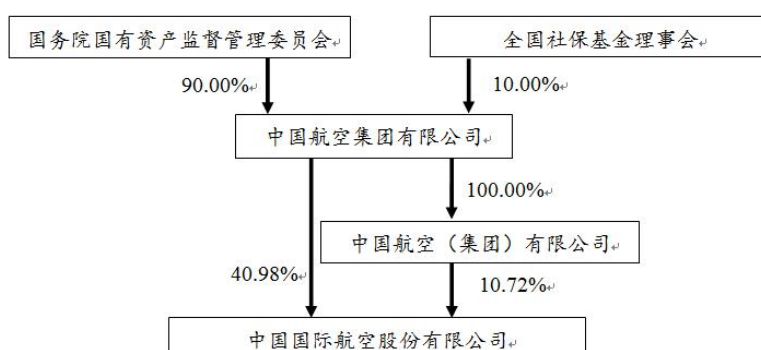 国务院国有资产监督管理委员会
全国社保基金理事会
90.00%
10.00%
中国航空集团有限公司
100.00%
中国航空（集团）有限公司
40.98%
10.72%
中国国际航空股份有限公司